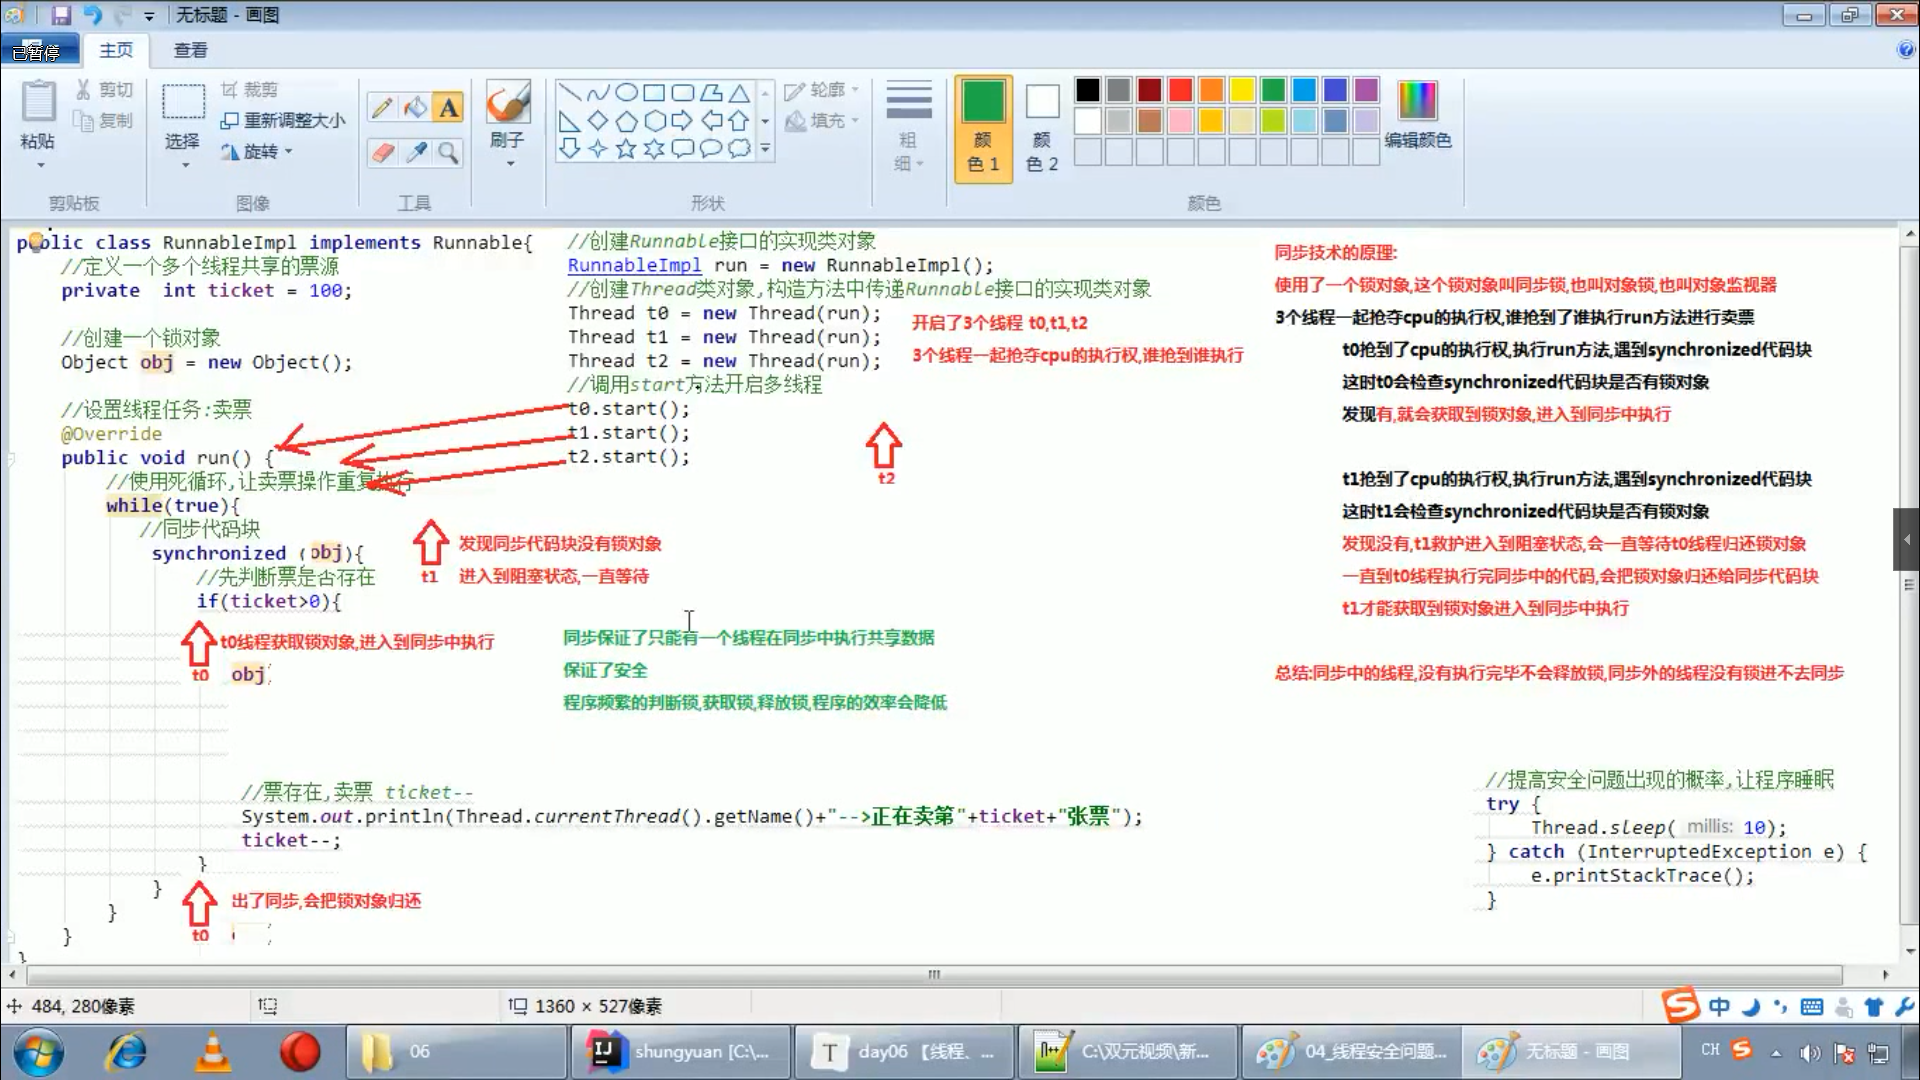 无标题 - 画图
已暂停
主页
查看
粘贴
剪切
复制
剪贴板
选择
裁剪
重新调整大小
旋转
图像
A
工具
刷子
形状
轮廓
填充
粗
细
颜
色 1
颜
色 2
编辑颜色
颜色
public class RunnableImpl implements Runnable{
//定义一个多个线程共享的票源
private  int ticket = 100;
//创建一个锁对象
Object obj = new Object();
//设置线程任务:卖票
@Override
public void run() {
//使用死循环,让卖票操作重复执行
while(true){
//同步代码块
synchronized (obj){
//先判断票是否存在
if(ticket>0){
t0线程获取锁对象,进入到同步中执行
t0
obj
//票存在,卖票 ticket--
System.out.println(Thread.currentThread().getName()+"-->正在卖第"+ticket+"张票");
ticket--;
}
}
出了同步,会把锁对象归还
t0
}
}
}
//创建Runnable接口的实现类对象
RunnableImpl run = new RunnableImpl();
//创建Thread类对象,构造方法中传递Runnable接口的实现类对象
Thread t0 = new Thread(run);
Thread t1 = new Thread(run);
Thread t2 = new Thread(run);
//调用start方法开启多线程
t0.start();
t1.start();
t2.start();
开启了3个线程 t0,t1,t2
3个线程一起抢夺cpu的执行权,谁抢到谁执行
t2
发现同步代码块没有锁对象
t1
进入到阻塞状态,一直等待
同步保证了只能有一个线程在同步中执行共享数据
保证了安全
程序频繁的判断锁,获取锁,释放锁,程序的效率会降低
同步技术的原理:
使用了一个锁对象,这个锁对象叫同步锁,也叫对象锁,也叫对象监视器
3个线程一起抢夺cpu的执行权,谁抢到了谁执行run方法进行卖票
t0抢到了cpu的执行权,执行run方法,遇到synchronized代码块
这时t0会检查synchronized代码块是否有锁对象
发现有,就会获取到锁对象,进入到同步中执行
t1抢到了cpu的执行权,执行run方法,遇到synchronized代码块
这时t1会检查synchronized代码块是否有锁对象
发现没有,t1救护进入到阻塞状态,会一直等待t0线程归还锁对象
一直到t0线程执行完同步中的代码,会把锁对象归还给同步代码块
t1才能获取到锁对象进入到同步中执行
总结:同步中的线程,没有执行完毕不会释放锁,同步外的线程没有锁进不去同步
//提高安全问题出现的概率,让程序睡眠
try {
Thread.sleep( millis: 10);
} catch (InterruptedException e) {
e.printStackTrace();
}
484, 280像素
1360 × 527像素
中
06
shungyuan [C:\...
day06 【线程、...
C:\双元视频\新...
04_线程安全问题...
无标题 - 画图
CH